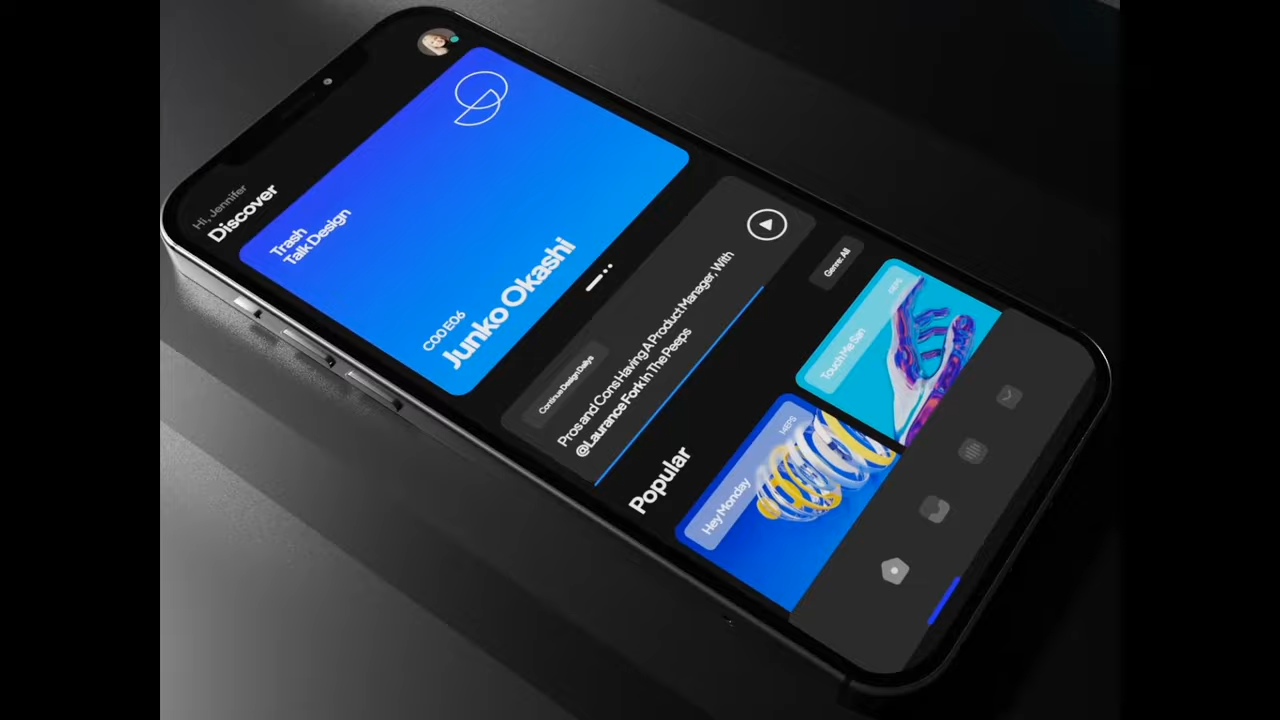 Hi, Jennifer
Discover
Trash
Talk Design
C00 E06
Junko Okashi
Continue Design Dailys
Pros and Cons Having A Product Manager, With
@Laurance Fork In The Peeps
Popular
Genre: All
Hey Monday
14EPS
Touch Me San